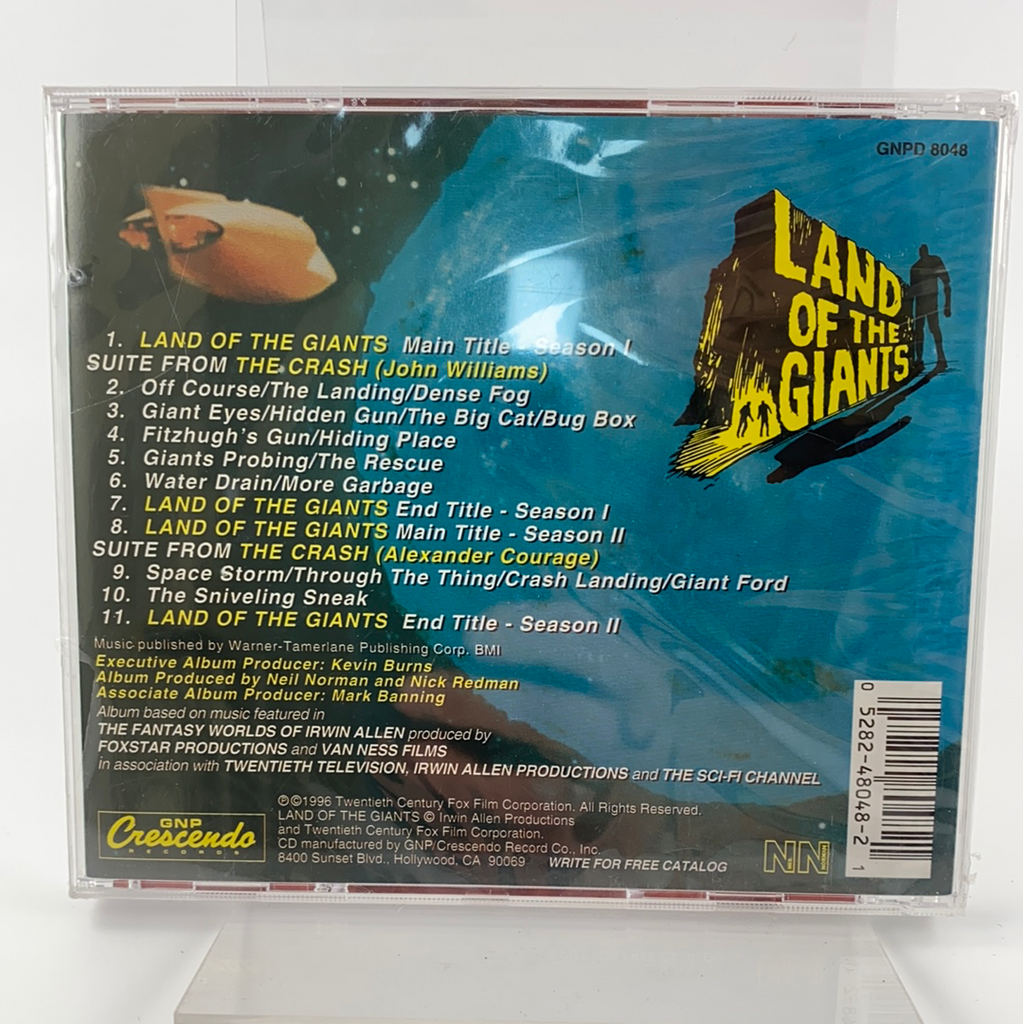 GNPD 8048
LAND
OF THE
GIANTS
1. LAND OF THE GIANTS Main Title - Season I
SUITE FROM THE CRASH (John Williams)
2. Off Course/The Landing/Dense Fog
3. Giant Eyes/Hidden Gun/The Big Cat/Bug Box
4. Fitzhugh's Gun/Hiding Place
5. Giants Probing/The Rescue
6. Water Drain/More Garbage
7. LAND OF THE GIANTS End Title - Season I
8. LAND OF THE GIANTS Main Title - Season II
SUITE FROM THE CRASH (Alexander Courage)
9. Space Storm/Through The Thing/Crash Landing/Giant Ford
10. The Sniveling Sneak
11. LAND OF THE GIANTS End Title - Season II
Music published by Warner-Tamerlane Publishing Corp. BMI
Executive Album Producer: Kevin Burns
Album Produced by Neil Norman and Nick Redman
Associate Album Producer: Mark Banning
Album based on music featured in
THE FANTASY WORLDS OF IRWIN ALLEN produced by
FOXSTAR PRODUCTIONS and VAN NESS FILMS
in association with TWENTIETH TELEVISION, IRWIN ALLEN PRODUCTIONS and THE SCI-FI CHANNEL
GNP
Crescendo
RECORDS
℗©1996 Twentieth Century Fox Film Corporation. All Rights Reserved.
LAND OF THE GIANTS © Irwin Allen Productions
and Twentieth Century Fox Film Corporation.
CD manufactured by GNP/Crescendo Record Co., Inc.
8400 Sunset Blvd., Hollywood, CA 90069 WRITE FOR FREE CATALOG
NN
0 5282-48048-2 1